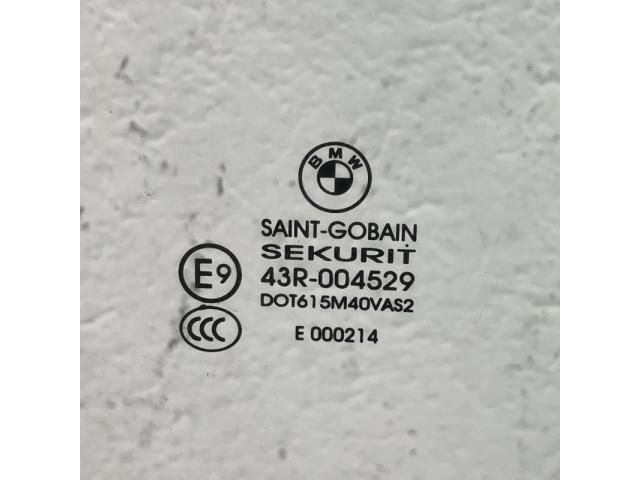 BMW
SAINT-GOBAIN
SEKURIT
E9 43R-004529
DOT615M40VAS2
CCC
E 000214